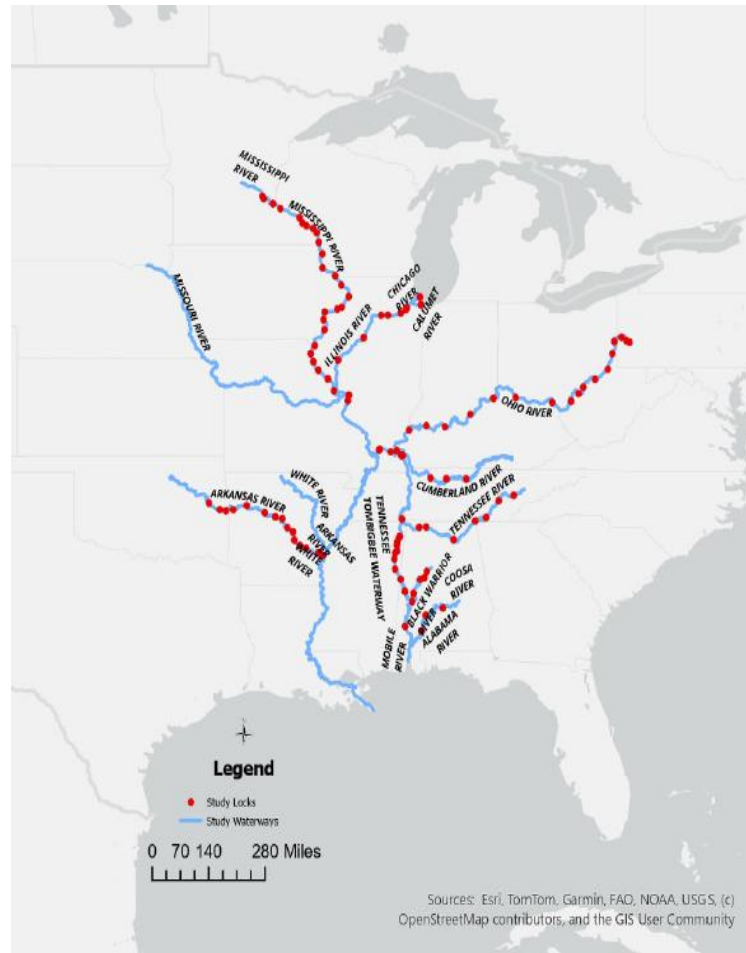 MISSISSIPPI
RIVER
MISSISSIPPI RIVER
MISSOURI RIVER
ILLINOIS RIVER
CHICAGO
RIVER
CALUMET
RIVER
OHIO RIVER
CUMBERLAND RIVER
TENNESSEE RIVER
WHITE RIVER
ARKANSAS RIVER
ARKANSAS
RIVER
WHITE
RIVER
TENNESSEE
TOMBIGBEE WATERWAY
BLACK WARRIOR
RIVER
COOSA
RIVER
ALABAMA
RIVER
MOBILE
RIVER
Legend
Study Locks
Study Waterways
0 70 140 280 Miles
Sources: Esri, TomTom, Garmin, FAO, NOAA, USGS, (c)
OpenStreetMap contributors, and the GIS User Community